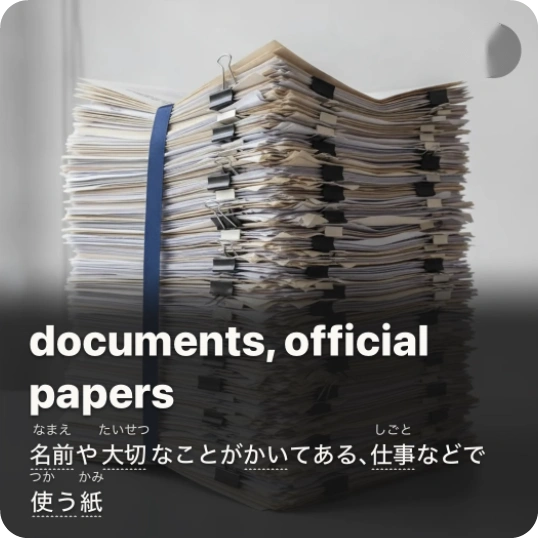 documents, official
papers
名前や大切なことがかいてある、仕事などで
使う紙
なまえ たいせつ しごと
つか かみ